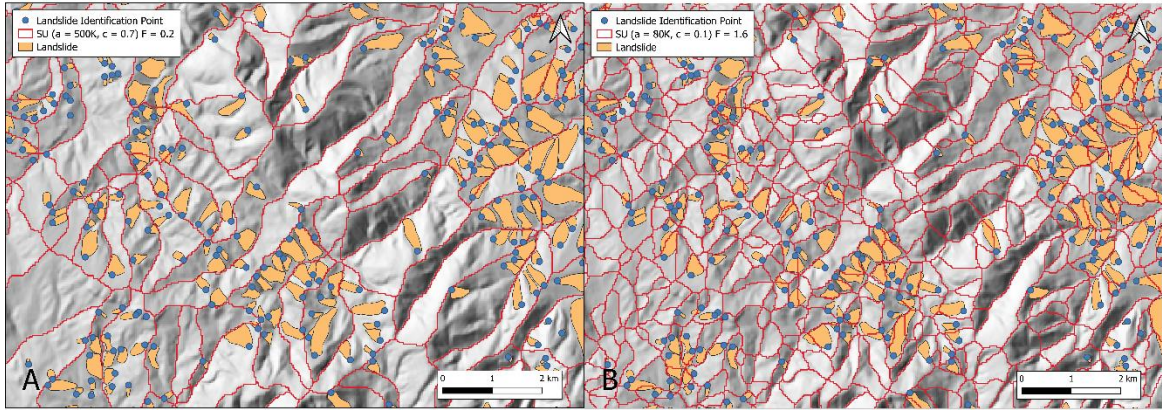 Landslide Identification Point
SU (a = 500K, c = 0.7) F = 0.2
Landslide
A
0 1 2 km
Landslide Identification Point
SU (a = 80K, c = 0.1) F = 1.6
Landslide
B
0 1 2 km